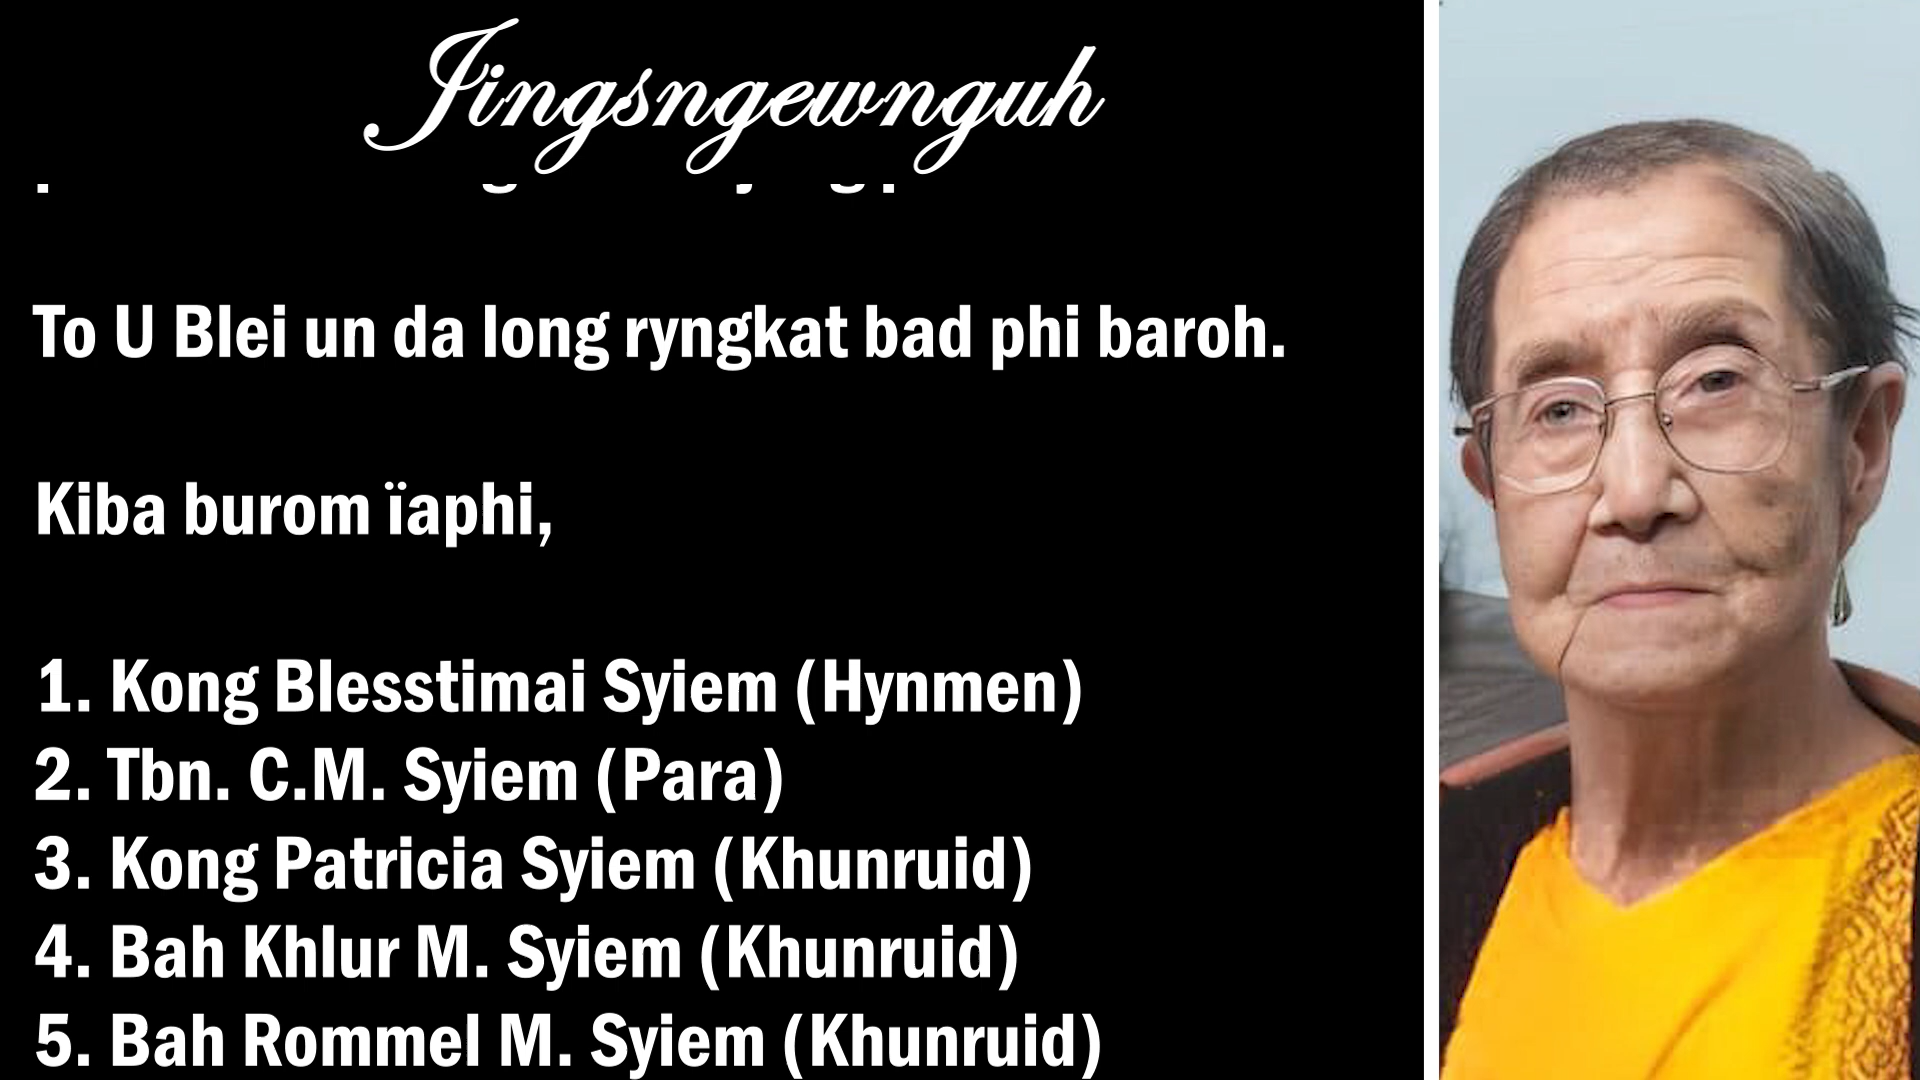 Jingsngewnguh
To U Blei un da long ryngkat bad phi baroh.
Kiba burom ïaphi,
1. Kong Blesstimai Syiem (Hynmen)
2. Tbn. C.M. Syiem (Para)
3. Kong Patricia Syiem (Khunruid)
4. Bah Khlur M. Syiem (Khunruid)
5. Bah Rommel M. Syiem (Khunruid)